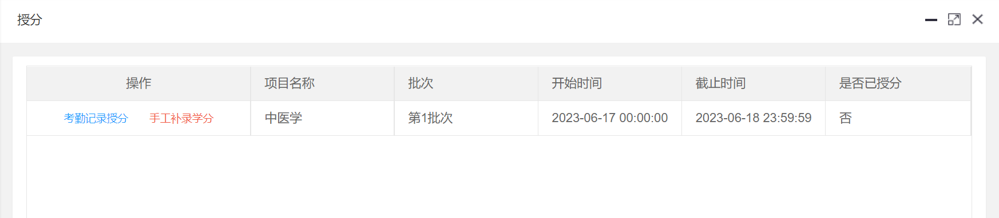 授分
操作 项目名称 批次 开始时间 截止时间 是否已授分
考勤记录授分 手工补录学分 中医学 第1批次 2023-06-17 00:00:00 2023-06-18 23:59:59 否